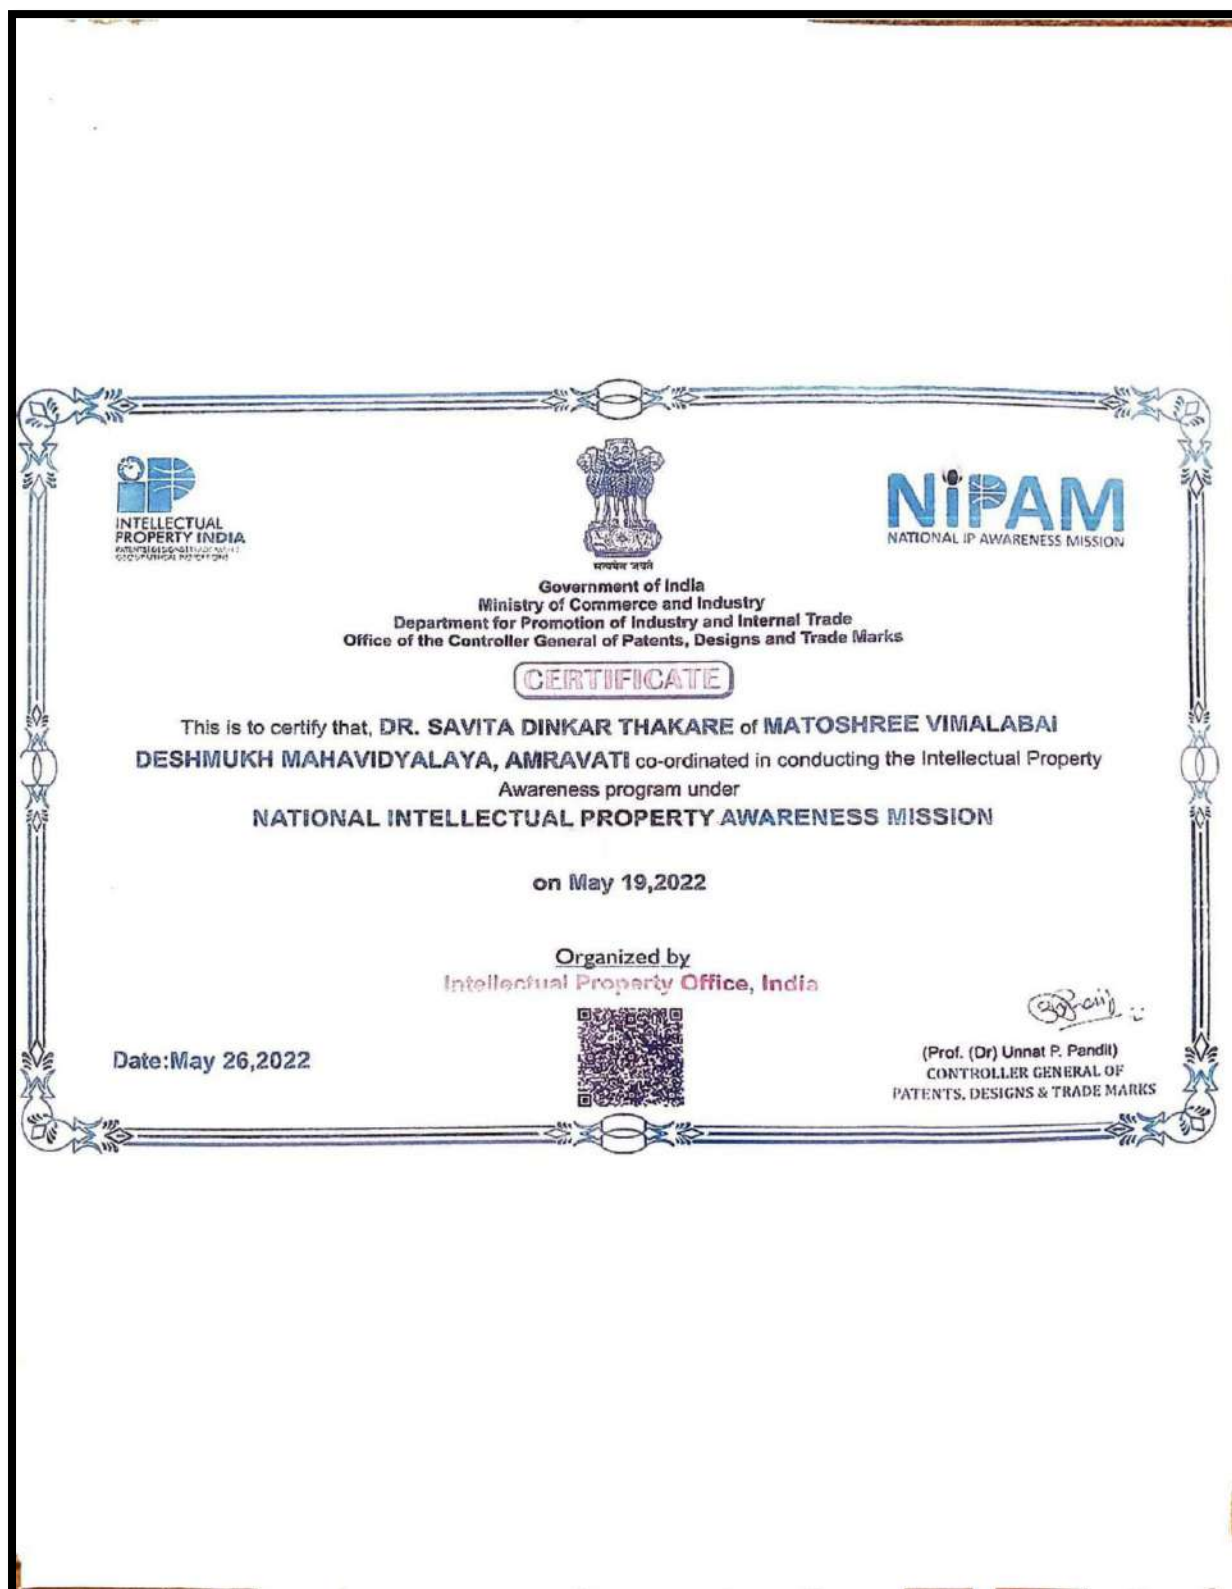 iP
INTELLECTUAL
PROPERTY INDIA
NiPAM
NATIONAL IP AWARENESS MISSION
सत्यमेव जयते
Government of India
Ministry of Commerce and Industry
Department for Promotion of Industry and Internal Trade
Office of the Controller General of Patents, Designs and Trade Marks
CERTIFICATE
This is to certify that, DR. SAVITA DINKAR THAKARE of MATOSHREE VIMALABAI
DESHMUKH MAHAVIDYALAYA, AMRAVATI co-ordinated in conducting the Intellectual Property
Awareness program under
NATIONAL INTELLECTUAL PROPERTY AWARENESS MISSION
on May 19,2022
Organized by
Intellectual Property Office, India
Date:May 26,2022
(Prof. (Dr) Unnat P. Pandit)
CONTROLLER GENERAL OF
PATENTS, DESIGNS & TRADE MARKS